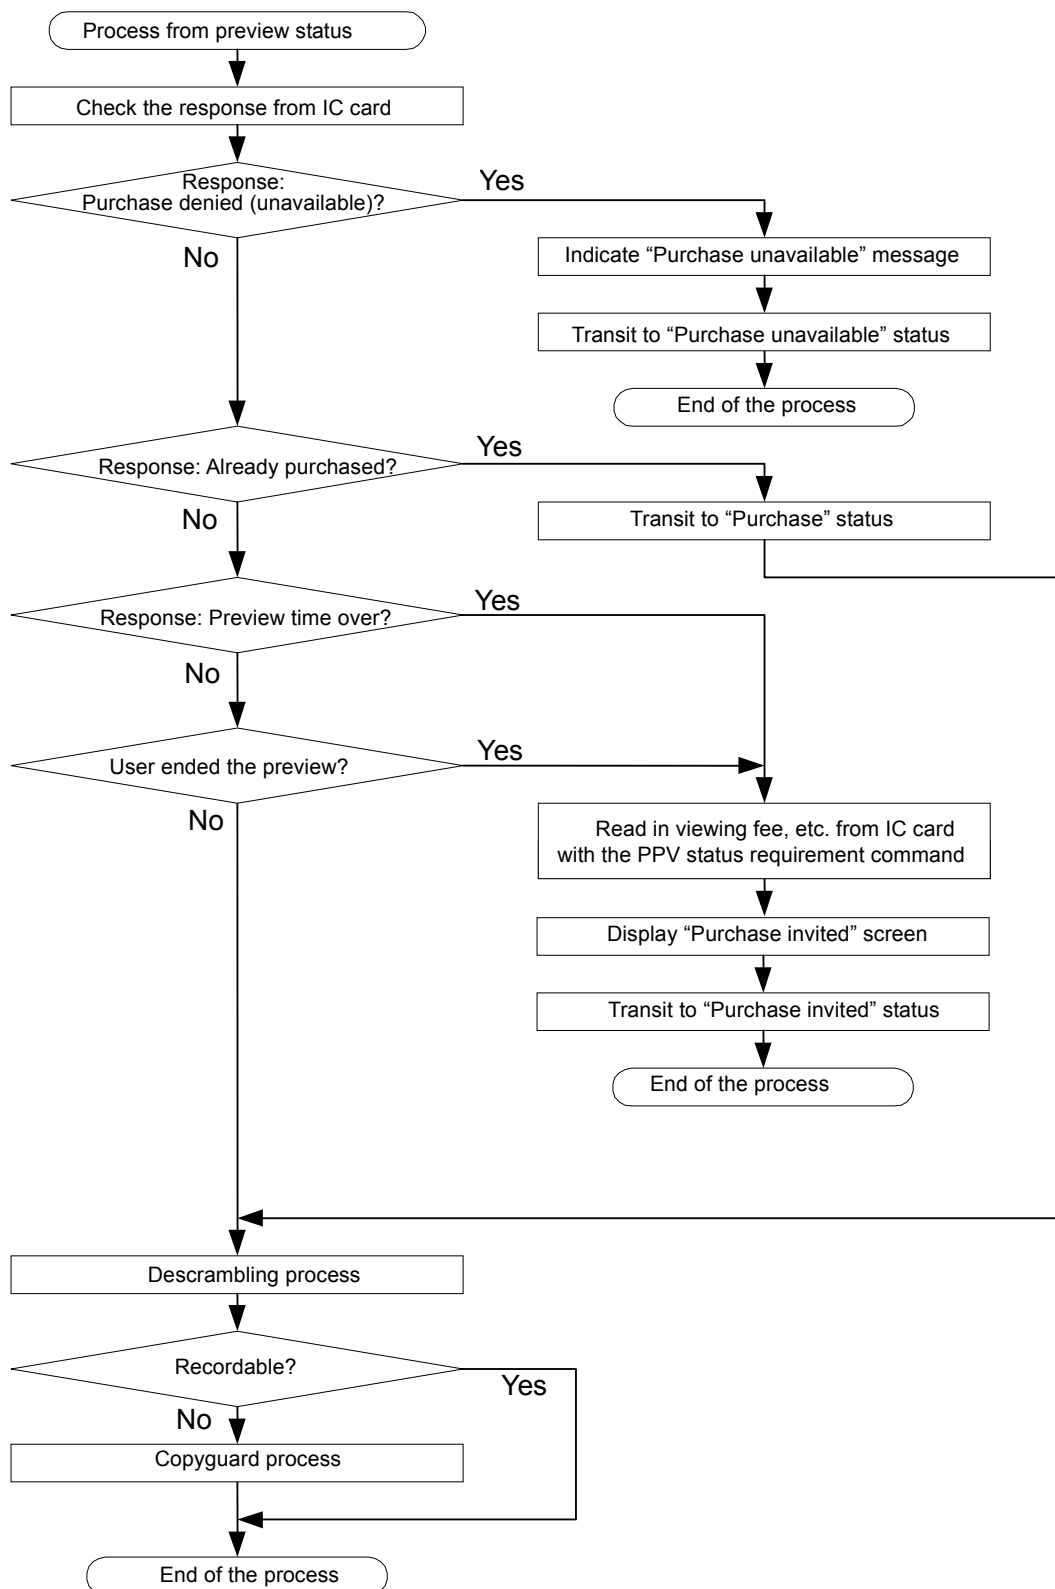 Process from preview status
Check the response from IC card
Response:
Purchase denied (unavailable)?
Yes
No
Indicate “Purchase unavailable” message
Transit to “Purchase unavailable” status
End of the process
Response: Already purchased?
Yes
No
Transit to “Purchase” status
Response: Preview time over?
Yes
No
User ended the preview?
Yes
No
Read in viewing fee, etc. from IC card
with the PPV status requirement command
Display “Purchase invited” screen
Transit to “Purchase invited” status
End of the process
Descrambling process
Recordable?
Yes
No
Copyguard process
End of the process